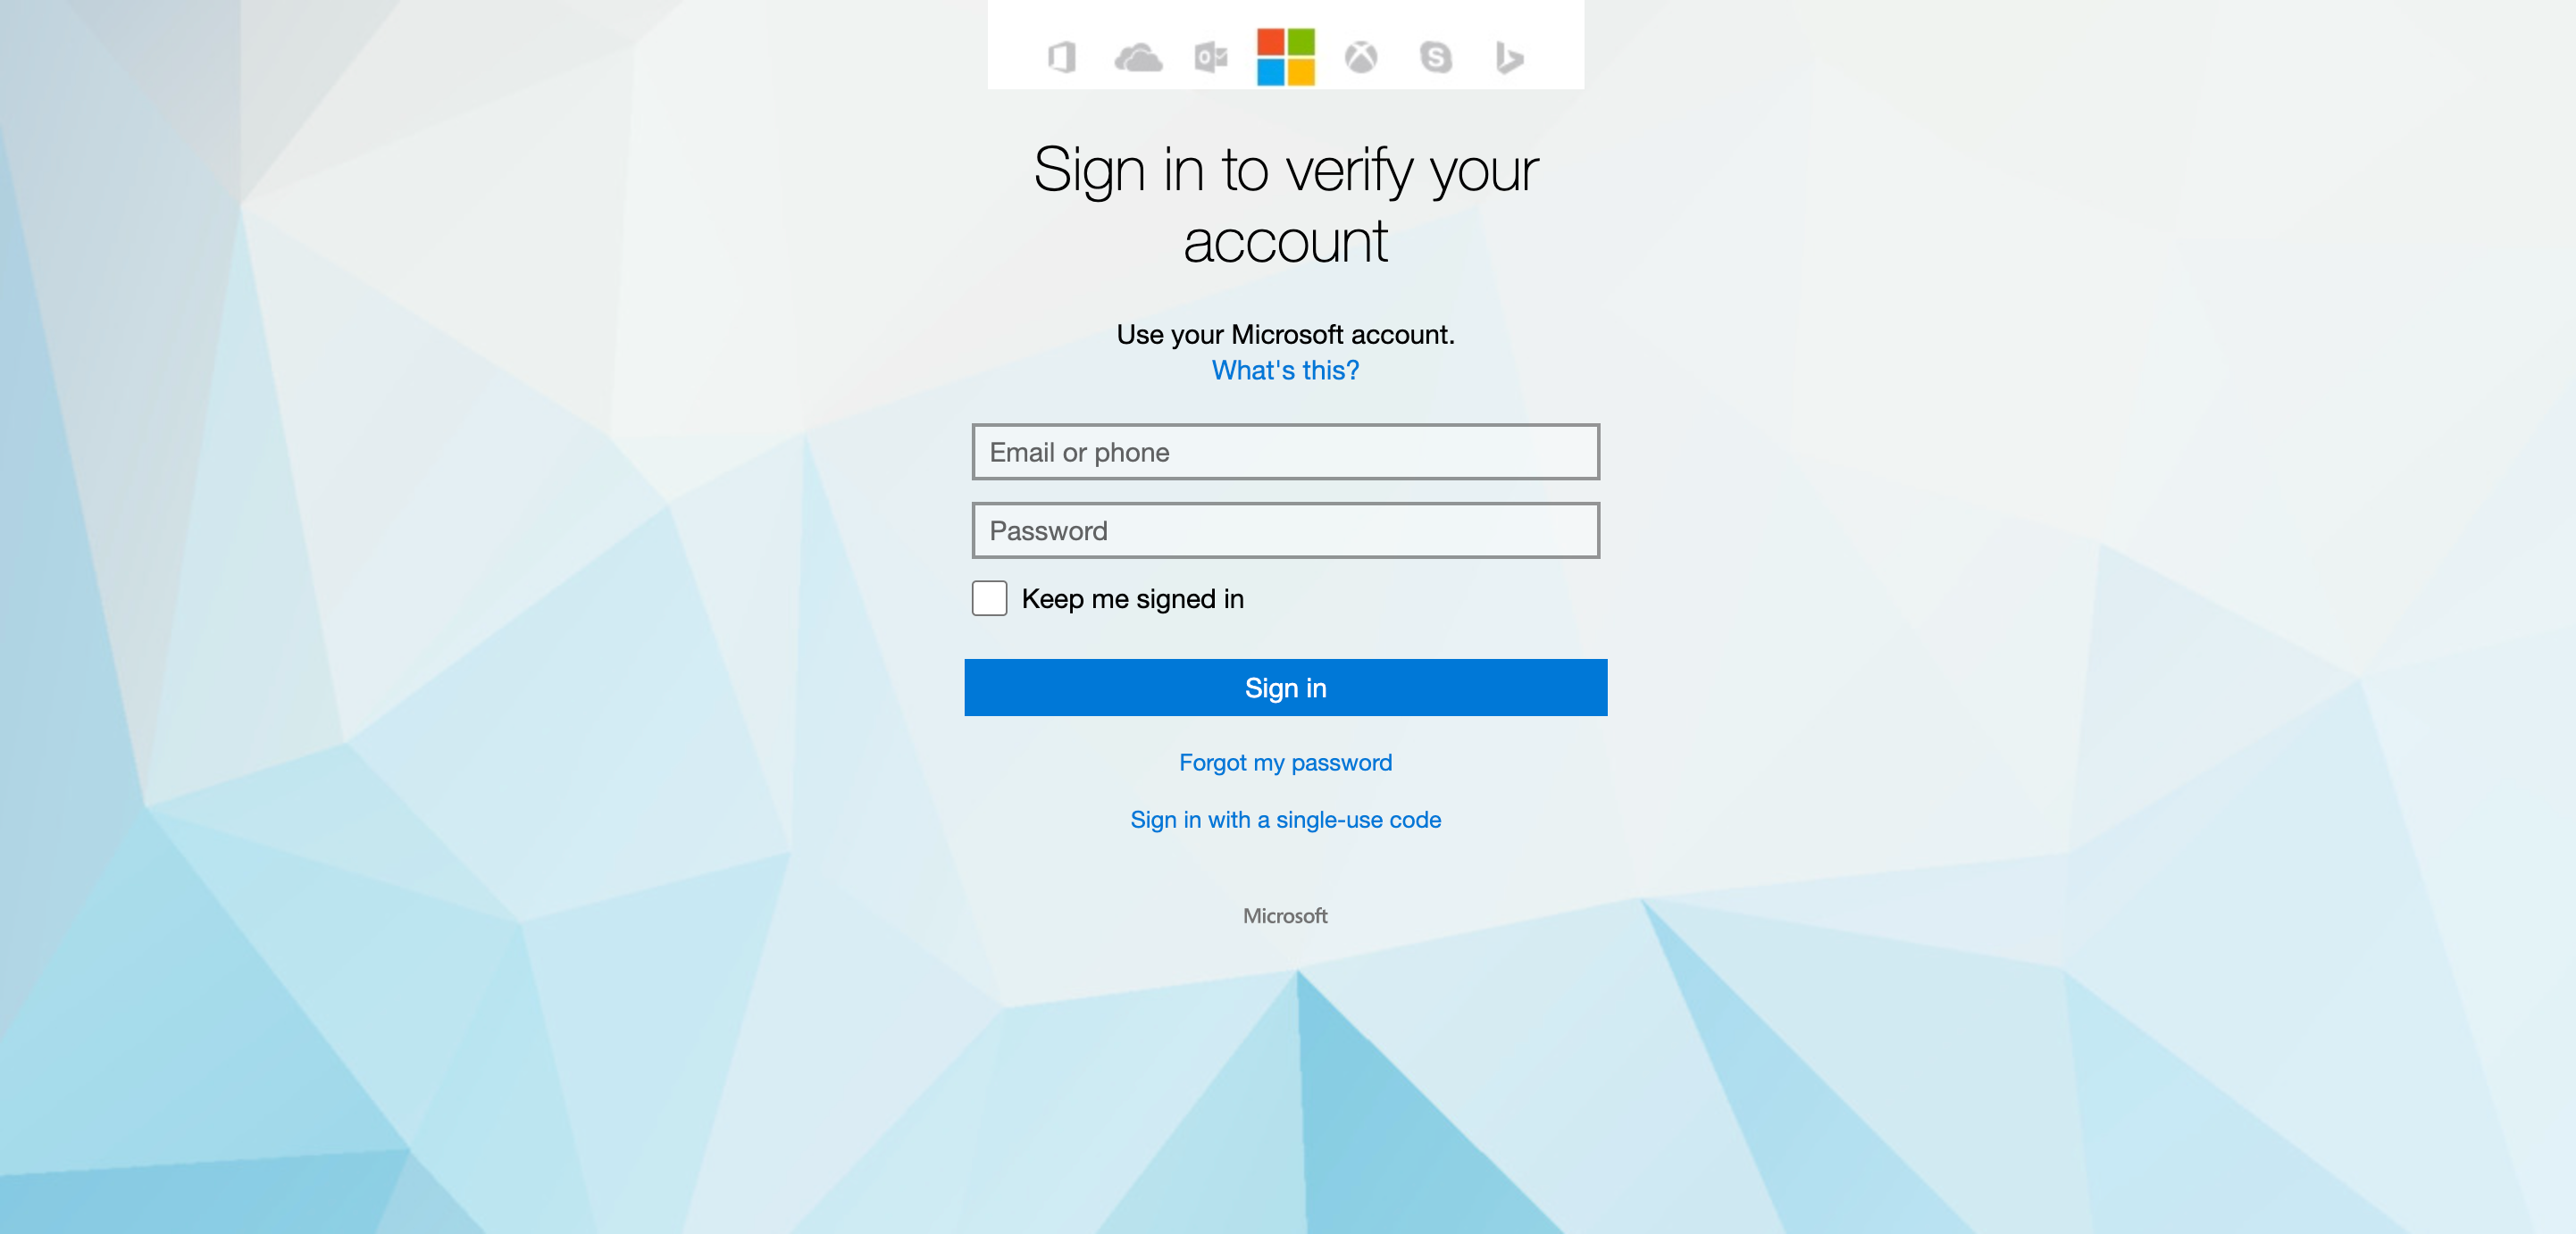 Sign in to verify your
account
Use your Microsoft account.
What's this?
Email or phone
Password
Keep me signed in
Sign in
Forgot my password
Sign in with a single-use code
Microsoft